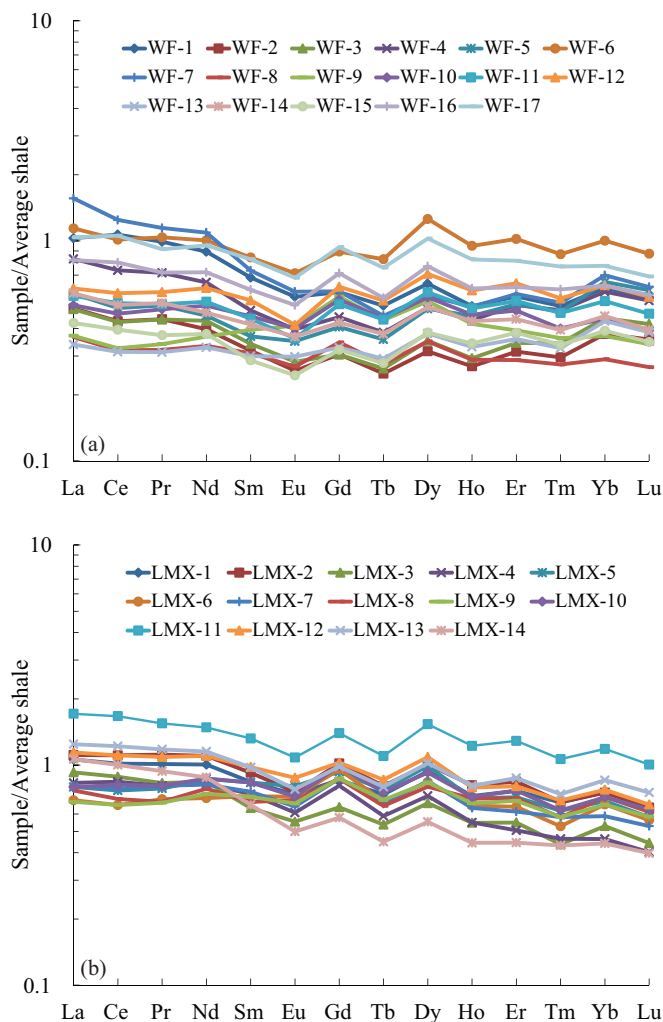 10
WF-1 WF-2 WF-3 WF-4 WF-5 WF-6
WF-7 WF-8 WF-9 WF-10 WF-11 WF-12
WF-13 WF-14 WF-15 WF-16 WF-17
Sample/Average shale
1
0.1
(a)
La Ce Pr Nd Sm Eu Gd Tb Dy Ho Er Tm Yb Lu
10
LMX-1 LMX-2 LMX-3 LMX-4 LMX-5
LMX-6 LMX-7 LMX-8 LMX-9 LMX-10
LMX-11 LMX-12 LMX-13 LMX-14
Sample/Average shale
1
0.1
(b)
La Ce Pr Nd Sm Eu Gd Tb Dy Ho Er Tm Yb Lu